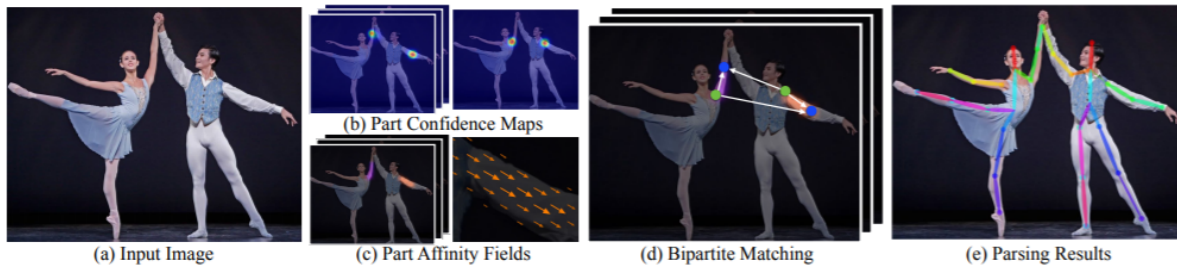 (a) Input Image
(b) Part Confidence Maps
(c) Part Affinity Fields
(d) Bipartite Matching
(e) Parsing Results